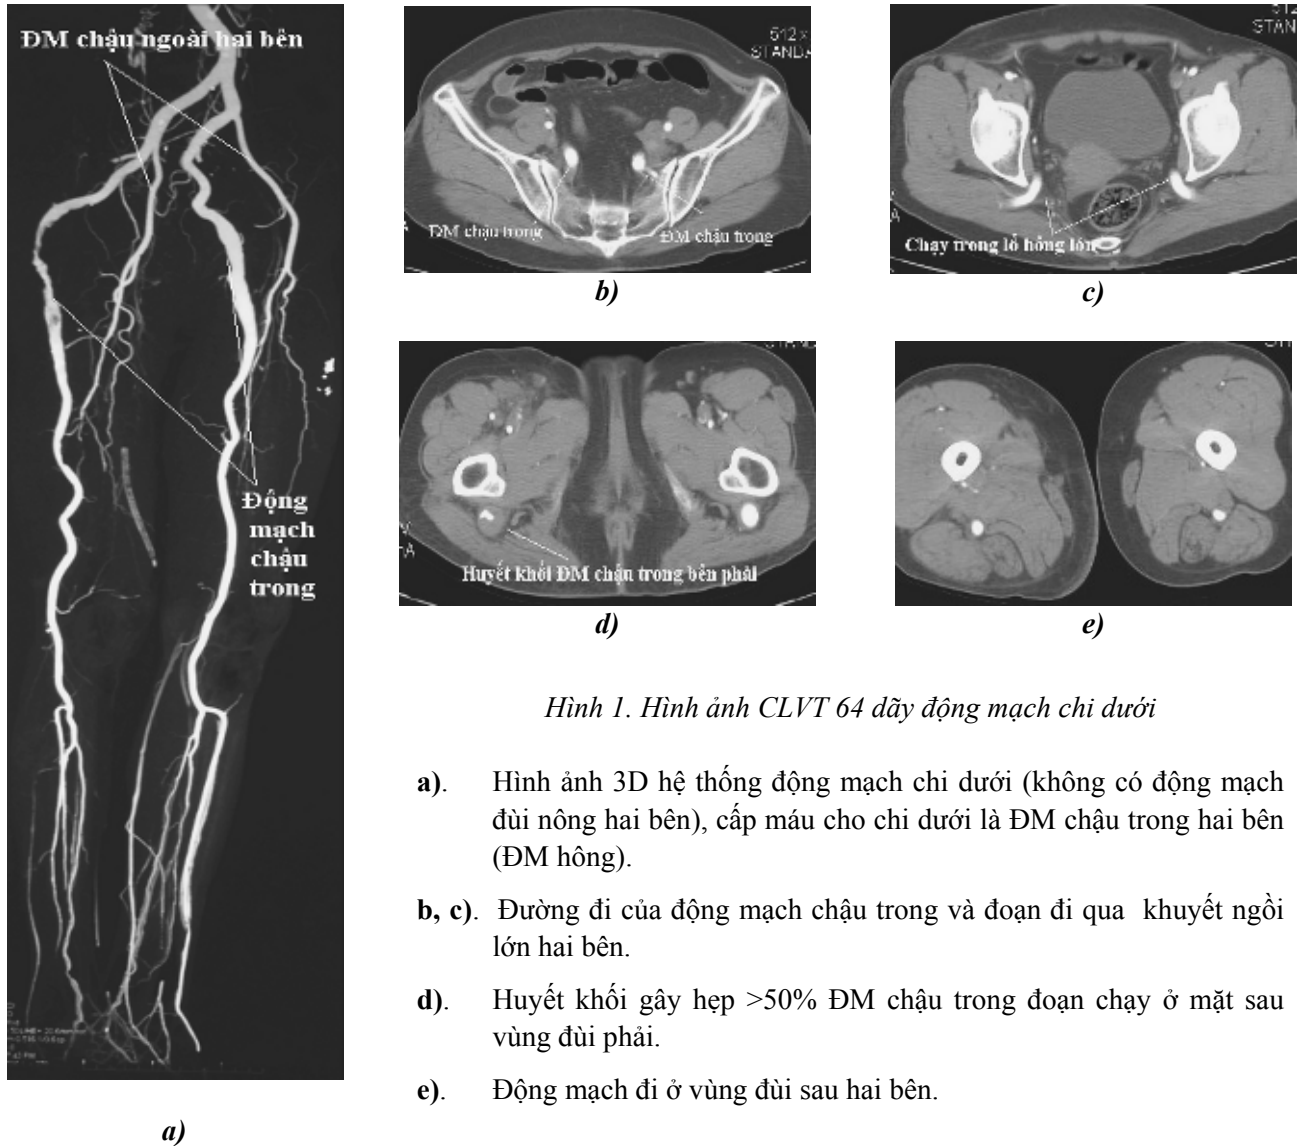 ĐM chậu ngoài hai bên
Động
mạch
chậu
trong
a)
512 x
STANDA
ĐM chậu trong
ĐM chậu trong
b)
512
STAN
A
Chạy trong lỗ hông lớn
c)
Huyết khối ĐM chậu trong bên phải
d)
e)
Hình 1. Hình ảnh CLVT 64 dãy động mạch chi dưới
a). Hình ảnh 3D hệ thống động mạch chi dưới (không có động mạch
đùi nông hai bên), cấp máu cho chi dưới là ĐM chậu trong hai bên
(ĐM hông).
b, c). Đường đi của động mạch chậu trong và đoạn đi qua khuyết ngồi
lớn hai bên.
d). Huyết khối gây hẹp >50% ĐM chậu trong đoạn chạy ở mặt sau
vùng đùi phải.
e). Động mạch đi ở vùng đùi sau hai bên.